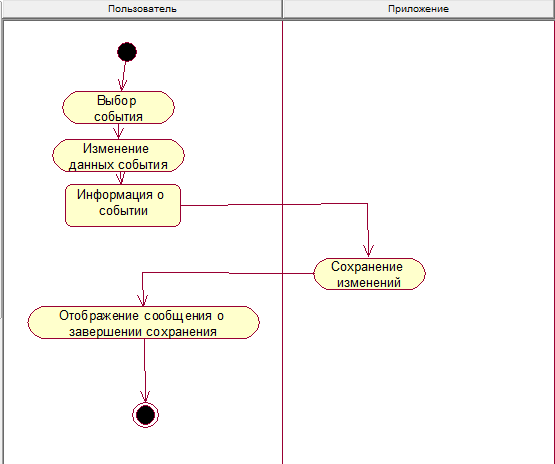 Пользователь
Приложение
Выбор
события
Изменение
данных события
Информация о
событии
Сохранение
изменений
Отображение сообщения о
завершении сохранения